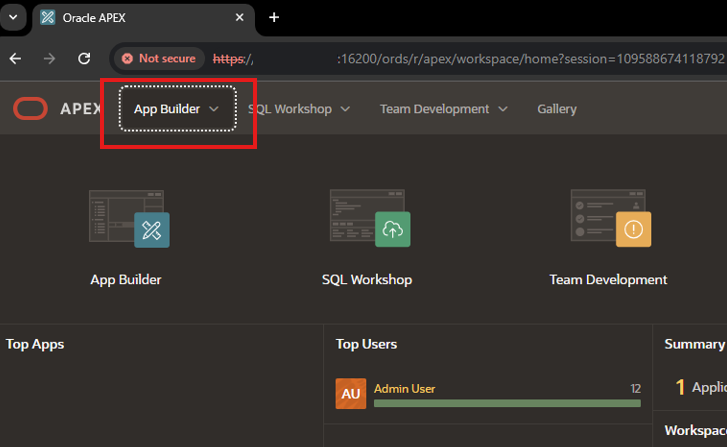 Oracle APEX
Not secure https:/ :16200/ords/r/apex/workspace/home?session=109588674118792
APEX App Builder SQL Workshop Team Development Gallery
App Builder SQL Workshop Team Development
Top Apps Top Users Summary
1 Applic
AU Admin User 12
Workspac